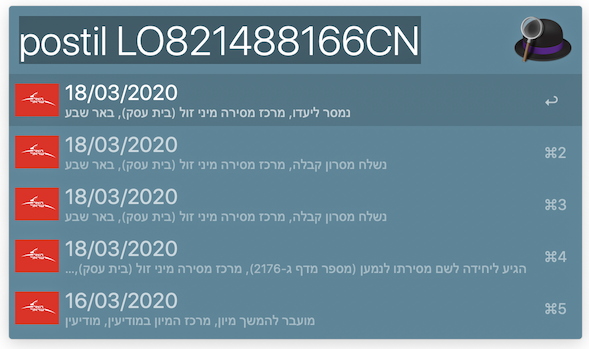 postil LO821488166CN
18/03/2020
נמסר ליעדו, מרכז מסירה מיני זול (בית עסק), באר שבע
↩
18/03/2020
נשלח מסרון קבלה, מרכז מסירה מיני זול (בית עסק), באר שבע
⌘2
18/03/2020
נשלח מסרון קבלה, מרכז מסירה מיני זול (בית עסק), באר שבע
⌘3
18/03/2020
הגיע ליחידה לשם מסירתו לנמען (מספר מדף ג-2176), מרכז מסירה מיני זול (בית עסק),...
⌘4
16/03/2020
מועבר להמשך מיון, מרכז המיון במודיעין, מודיעין
⌘5